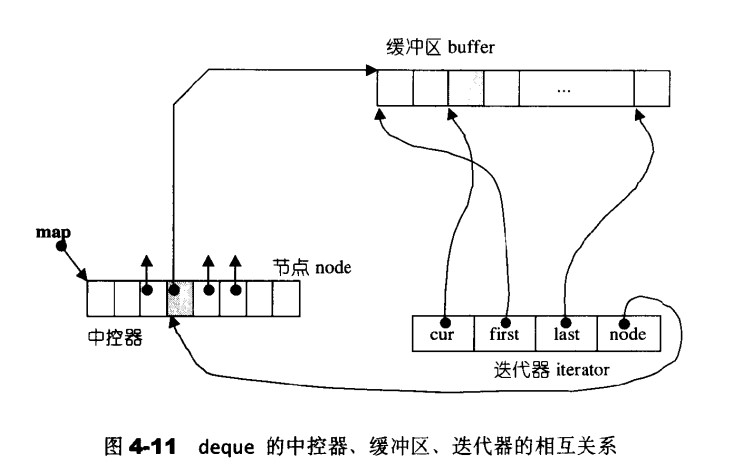 缓冲区 buffer
...
map
节点 node
中控器
cur first last node
迭代器 iterator
图 4-11 deque 的中控器、缓冲区、迭代器的相互关系